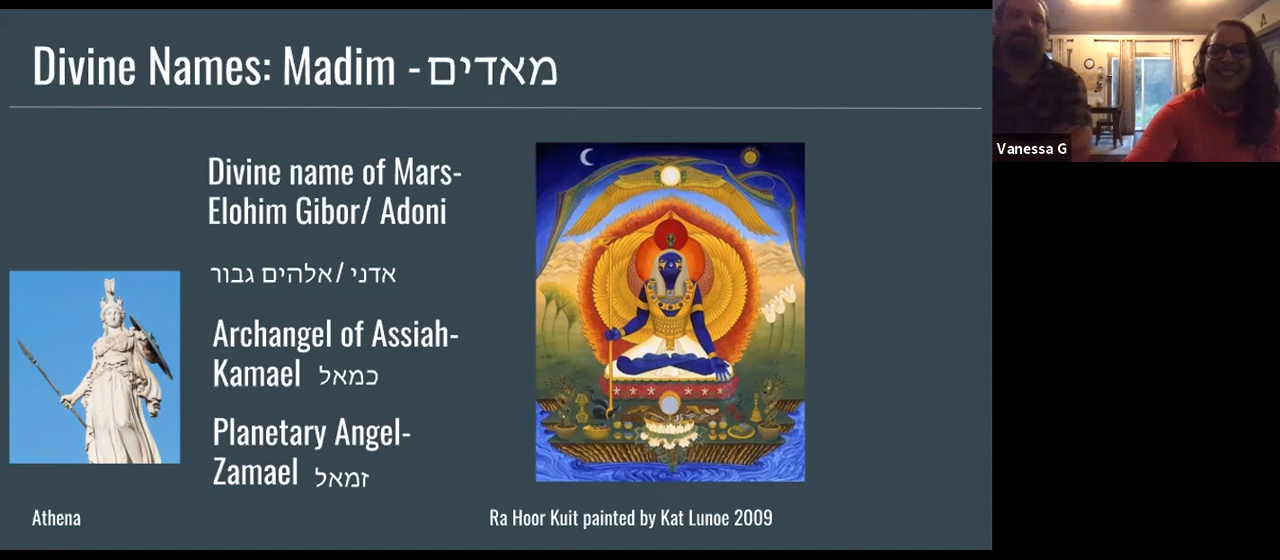 Divine Names: Madim - מאדים
Divine name of Mars-
Elohim Gibor/ Adoni
אדני /אלהים גבור
Archangel of Assiah-
Kamael כמאל
Planetary Angel-
Zamael זמאל
Athena
Ra Hoor Kuit painted by Kat Lunoe 2009
Vanessa G